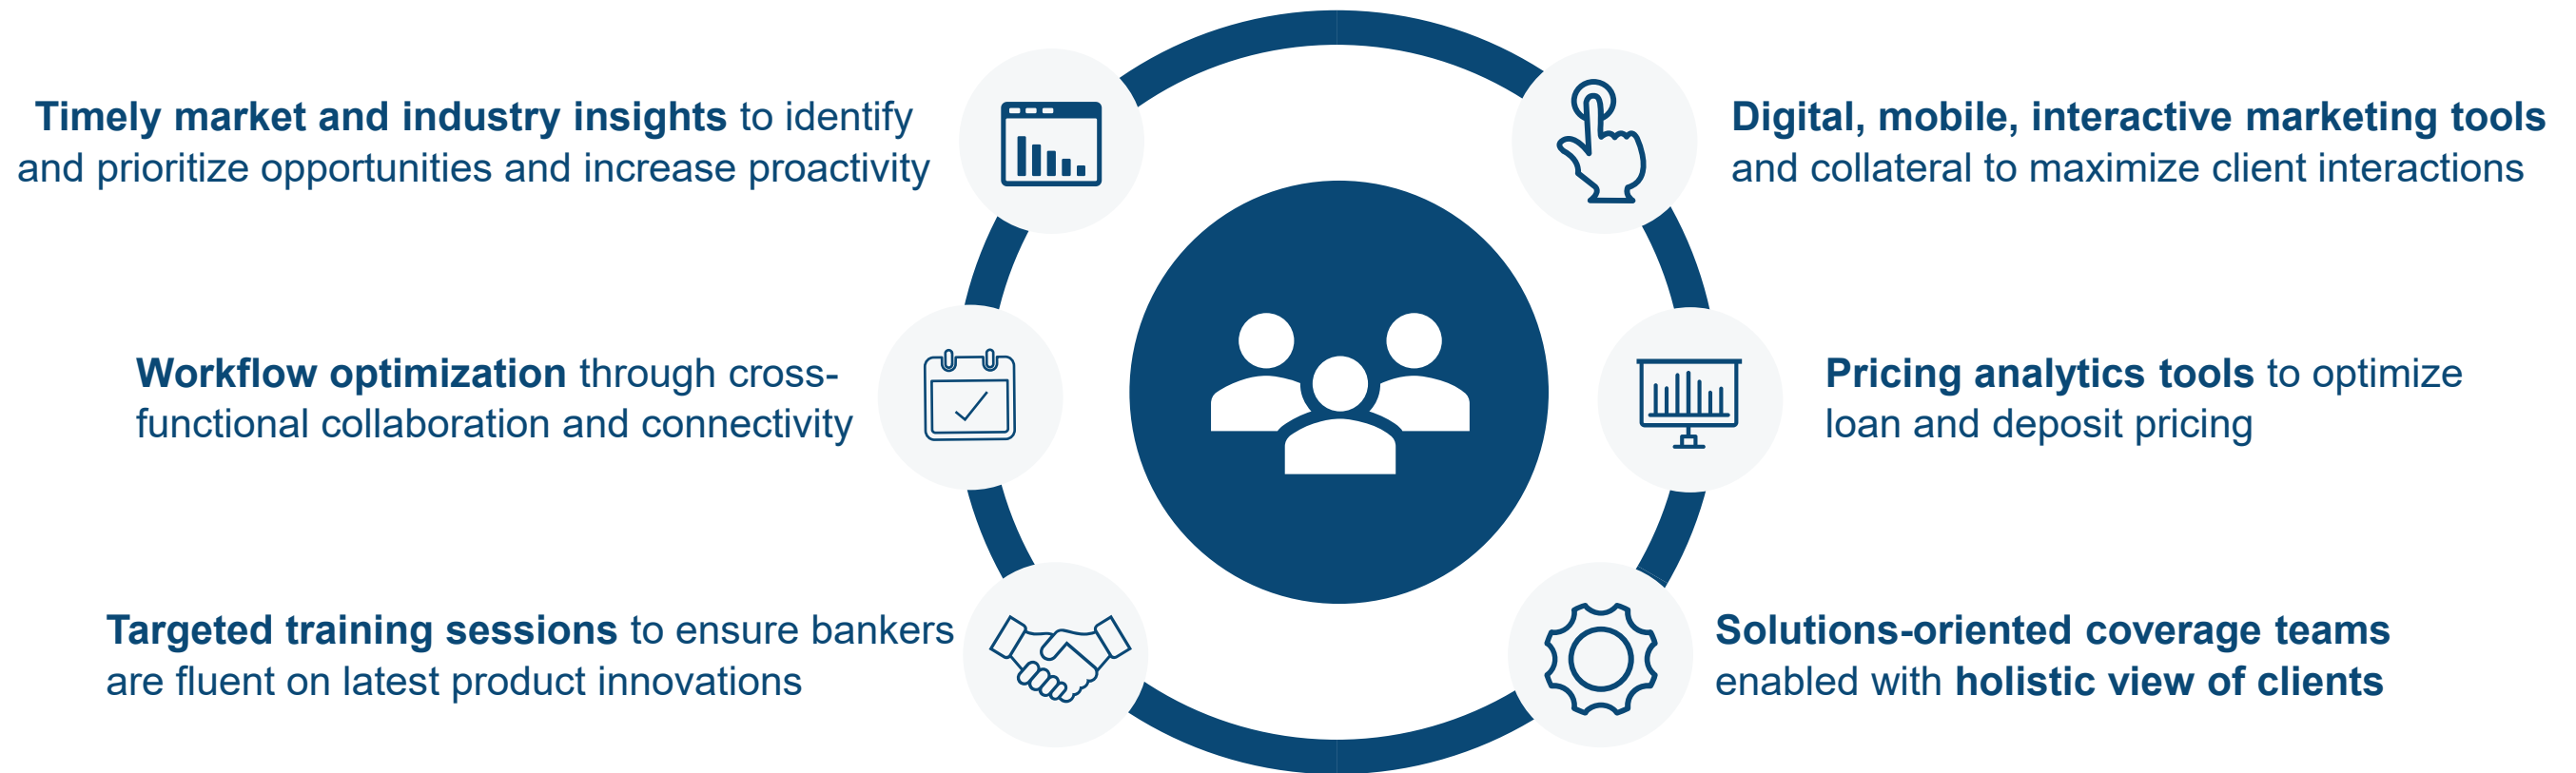 Timely market and industry insights to identify
and prioritize opportunities and increase proactivity
Workflow optimization through cross-
functional collaboration and connectivity
Targeted training sessions to ensure bankers
are fluent on latest product innovations
Digital, mobile, interactive marketing tools
and collateral to maximize client interactions
Pricing analytics tools to optimize
loan and deposit pricing
Solutions-oriented coverage teams
enabled with holistic view of clients